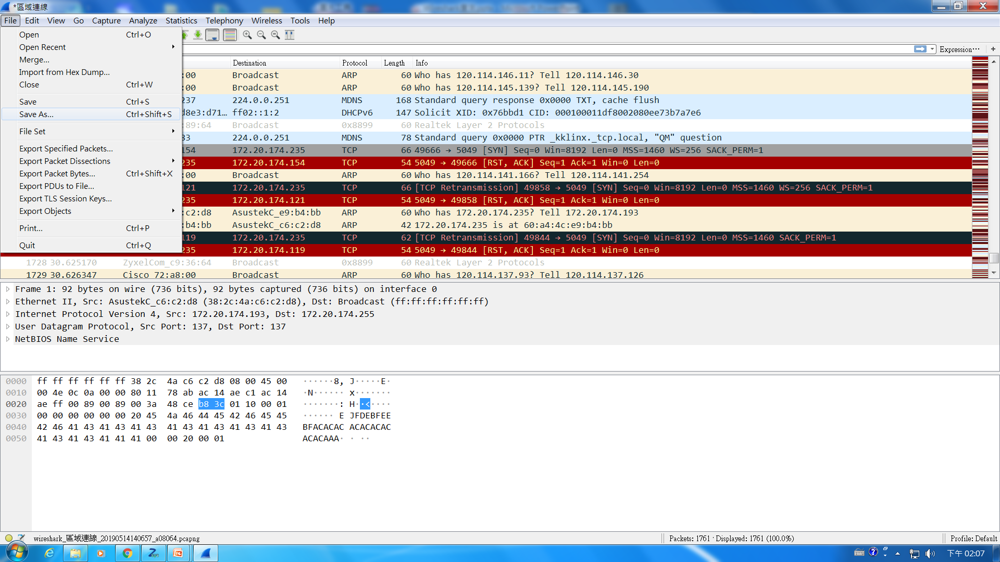 *區域連線
File Edit View Go Capture Analyze Statistics Telephony Wireless Tools Help
Open Ctrl+O
Open Recent
Merge...
Import from Hex Dump...
Close Ctrl+W
Save Ctrl+S
Save As... Ctrl+Shift+S
File Set
Export Specified Packets...
Export Packet Dissections
Export Packet Bytes... Ctrl+Shift+X
Export PDUs to File...
Export TLS Session Keys...
Export Objects
Print... Ctrl+P
Quit Ctrl+Q
Expression… +
Destination Protocol Length Info
:00 Broadcast ARP 60 Who has 120.114.146.11? Tell 120.114.146.30
:00 Broadcast ARP 60 Who has 120.114.145.139? Tell 120.114.145.190
237 224.0.0.251 MDNS 168 Standard query response 0x0000 TXT, cache flush
d8e3:d71… ff02::1:2 DHCPv6 147 Solicit XID: 0x76bbd1 CID: 000100011df8002080ee73b7a7e6
:89:64 Broadcast 0x8899 60 Realtek Layer 2 Protocols
33 224.0.0.251 MDNS 78 Standard query 0x0000 PTR _kklinx._tcp.local, "QM" question
154 172.20.174.235 TCP 66 49666 → 5049 [SYN] Seq=0 Win=8192 Len=0 MSS=1460 WS=256 SACK_PERM=1
235 172.20.174.154 TCP 54 5049 → 49666 [RST, ACK] Seq=1 Ack=1 Win=0 Len=0
:00 Broadcast ARP 60 Who has 120.114.141.166? Tell 120.114.141.254
121 172.20.174.235 TCP 66 [TCP Retransmission] 49858 → 5049 [SYN] Seq=0 Win=8192 Len=0 MSS=1460 WS=256 SACK_PERM=1
235 172.20.174.121 TCP 54 5049 → 49858 [RST, ACK] Seq=1 Ack=1 Win=0 Len=0
:c2:d8 AsustekC_e9:b4:bb ARP 60 Who has 172.20.174.235? Tell 172.20.174.193
:b4:bb AsustekC_c6:c2:d8 ARP 42 172.20.174.235 is at 60:a4:4c:e9:b4:bb
119 172.20.174.235 TCP 62 [TCP Retransmission] 49844 → 5049 [SYN] Seq=0 Win=8192 Len=0 MSS=1460 SACK_PERM=1
235 172.20.174.119 TCP 54 5049 → 49844 [RST, ACK] Seq=1 Ack=1 Win=0 Len=0
1728 30.625170 ZyxelCom_c9:36:64 Broadcast 0x8899 60 Realtek Layer 2 Protocols
1729 30.626347 Cisco_72:a8:00 Broadcast ARP 60 Who has 120.114.137.93? Tell 120.114.137.126
Frame 1: 92 bytes on wire (736 bits), 92 bytes captured (736 bits) on interface 0
Ethernet II, Src: AsustekC_c6:c2:d8 (38:2c:4a:c6:c2:d8), Dst: Broadcast (ff:ff:ff:ff:ff:ff)
Internet Protocol Version 4, Src: 172.20.174.193, Dst: 172.20.174.255
User Datagram Protocol, Src Port: 137, Dst Port: 137
NetBIOS Name Service
0000 ff ff ff ff ff ff 38 2c 4a c6 c2 d8 08 00 45 00 ······8, J·····E·
0010 00 4e 0c 0a 00 00 80 11 78 ab ac 14 ae c1 ac 14 ·N······ x·······
0020 ae ff 00 89 00 89 00 3a 48 ce b8 3c 01 10 00 01 ·······: H··<····
0030 00 00 00 00 00 00 20 45 4a 46 44 45 42 46 45 45 ······ E JFDEBFEE
0040 42 46 41 43 41 43 41 43 41 43 41 43 41 43 41 43 BFACACAC ACACACAC
0050 41 43 41 43 41 41 41 00 00 20 00 01 ACACAAA· · ··
wireshark_區域連線_20190514140657_a08064.pcapng
Packets: 1761 · Displayed: 1761 (100.0%)
Profile: Default
下午 02:07